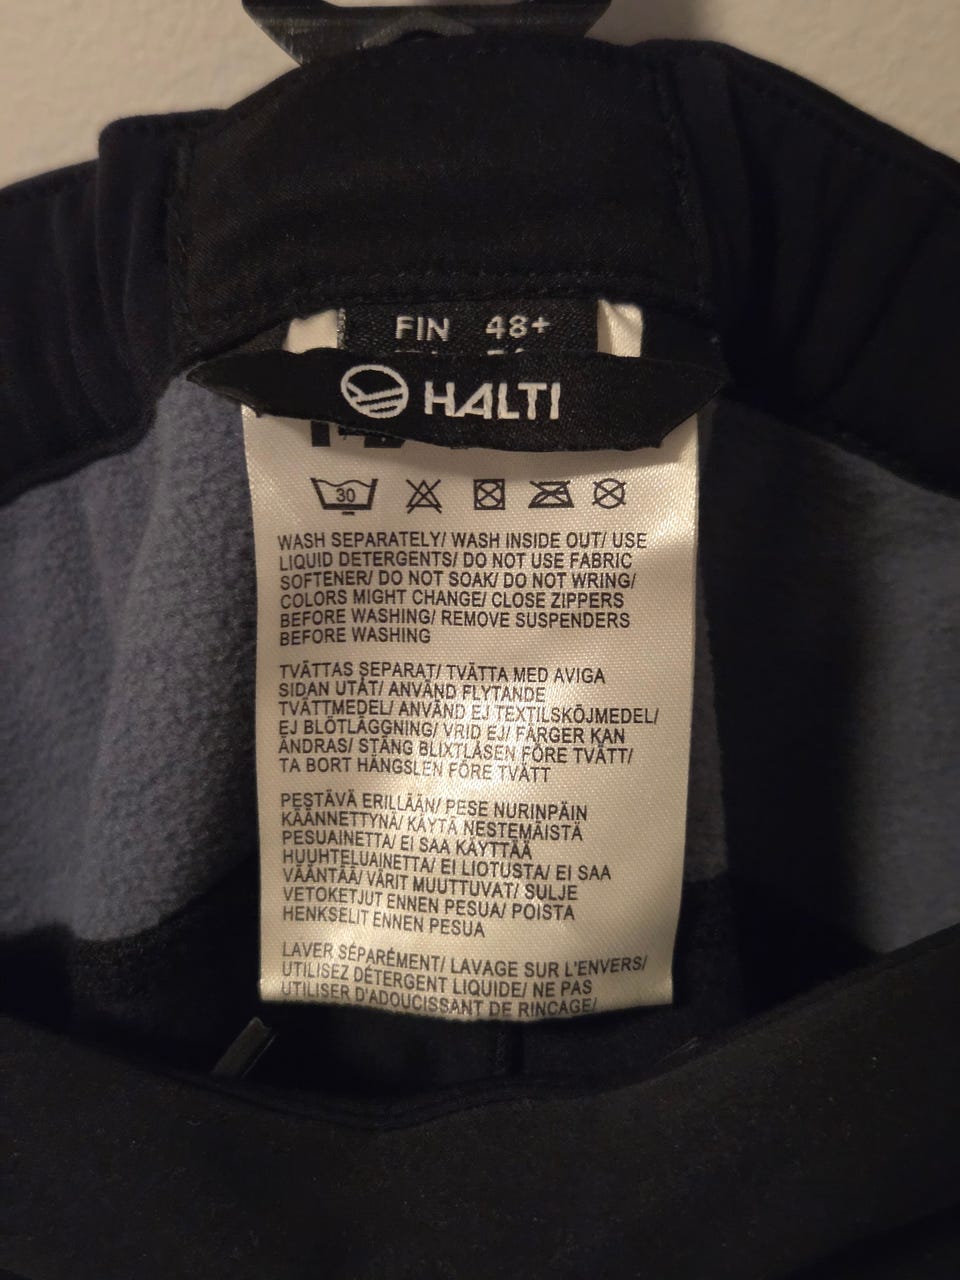 FIN 48+
HALTI
30
WASH SEPARATELY/ WASH INSIDE OUT/ USE
LIQUID DETERGENTS/ DO NOT USE FABRIC
SOFTENER/ DO NOT SOAK/ DO NOT WRING/
COLORS MIGHT CHANGE/ CLOSE ZIPPERS
BEFORE WASHING/ REMOVE SUSPENDERS
BEFORE WASHING
TVÄTTAS SEPARAT/ TVÄTTA MED AVIGA
SIDAN UTÅT/ ANVÄND FLYTANDE
TVÄTTMEDEL/ ANVÄND EJ TEXTILSKÖJMEDEL/
EJ BLÖTLÄGGNING/ VRID EJ/ FÄRGER KAN
ÄNDRAS/ STÄNG BLIXTLÅSEN FÖRE TVÄTT/
TA BORT HÄNGSLEN FÖRE TVÄTT
PESTÄVÄ ERILLÄÄN/ PESE NURINPÄIN
KÄÄNNETTYNÄ/ KÄYTÄ NESTEMÄISTÄ
PESUAINETTA/ EI SAA KÄYTTÄÄ
HUUHTELUAINETTA/ EI LIOTUSTA/ EI SAA
VÄÄNTÄÄ/ VÄRIT MUUTTUVAT/ SULJE
VETOKETJUT ENNEN PESUA/ POISTA
HENKSELIT ENNEN PESUA
LAVER SÉPARÉMENT/ LAVAGE SUR L'ENVERS/
UTILISEZ DÉTERGENT LIQUIDE/ NE PAS
UTILISER D'ADOUCISSANT DE RINCAGE/